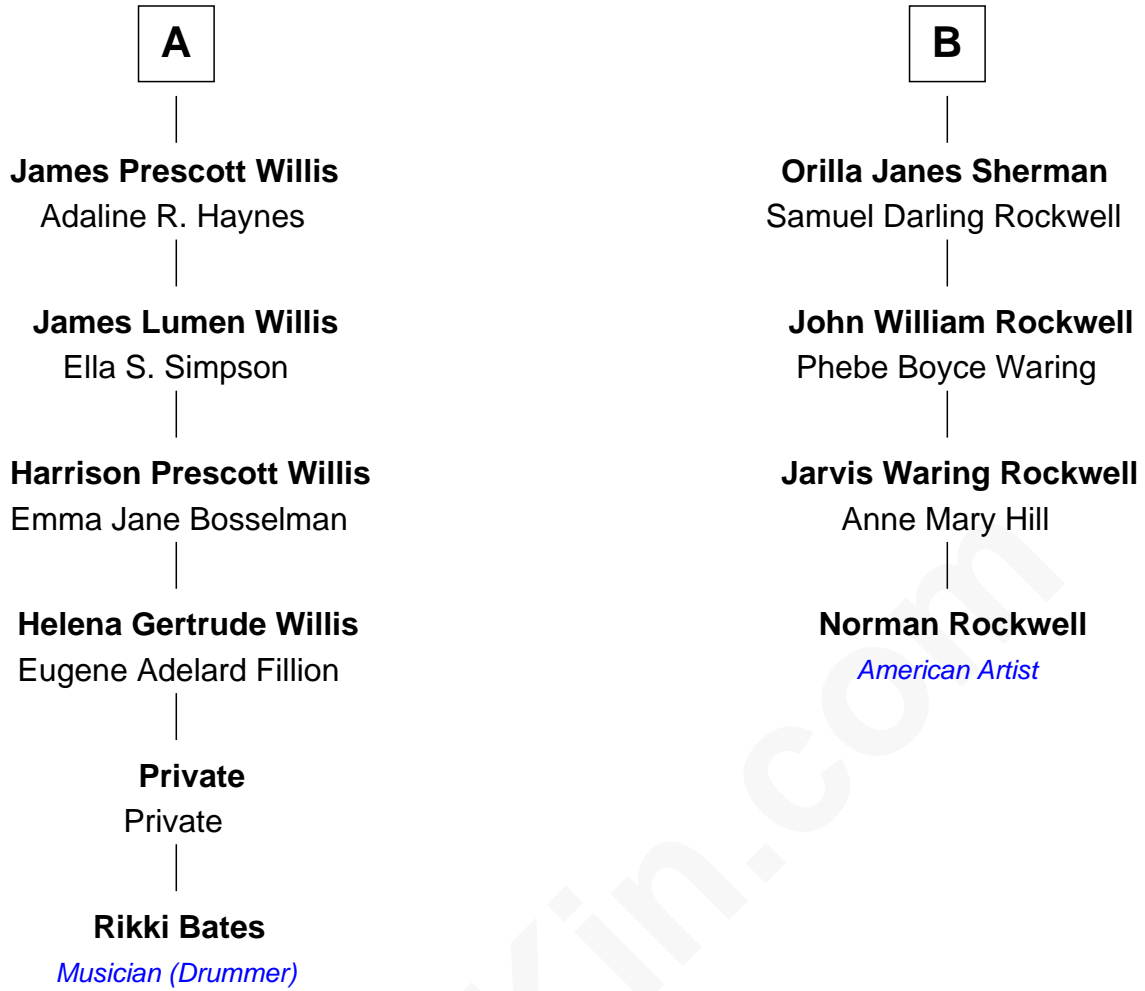 A
James Prescott Willis
Adaline R. Haynes
James Lumen Willis
Ella S. Simpson
Harrison Prescott Willis
Emma Jane Bosselman
Helena Gertrude Willis
Eugene Adelard Fillion
Private
Private
Rikki Bates
Musician (Drummer)
B
Orilla Janes Sherman
Samuel Darling Rockwell
John William Rockwell
Phebe Boyce Waring
Jarvis Waring Rockwell
Anne Mary Hill
Norman Rockwell
American Artist
Kin.com